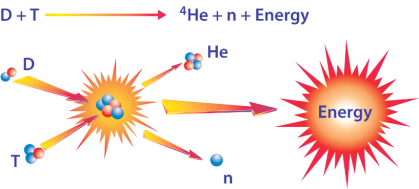 D + T ⁴He + n + Energy
D
He
Energy
T
n